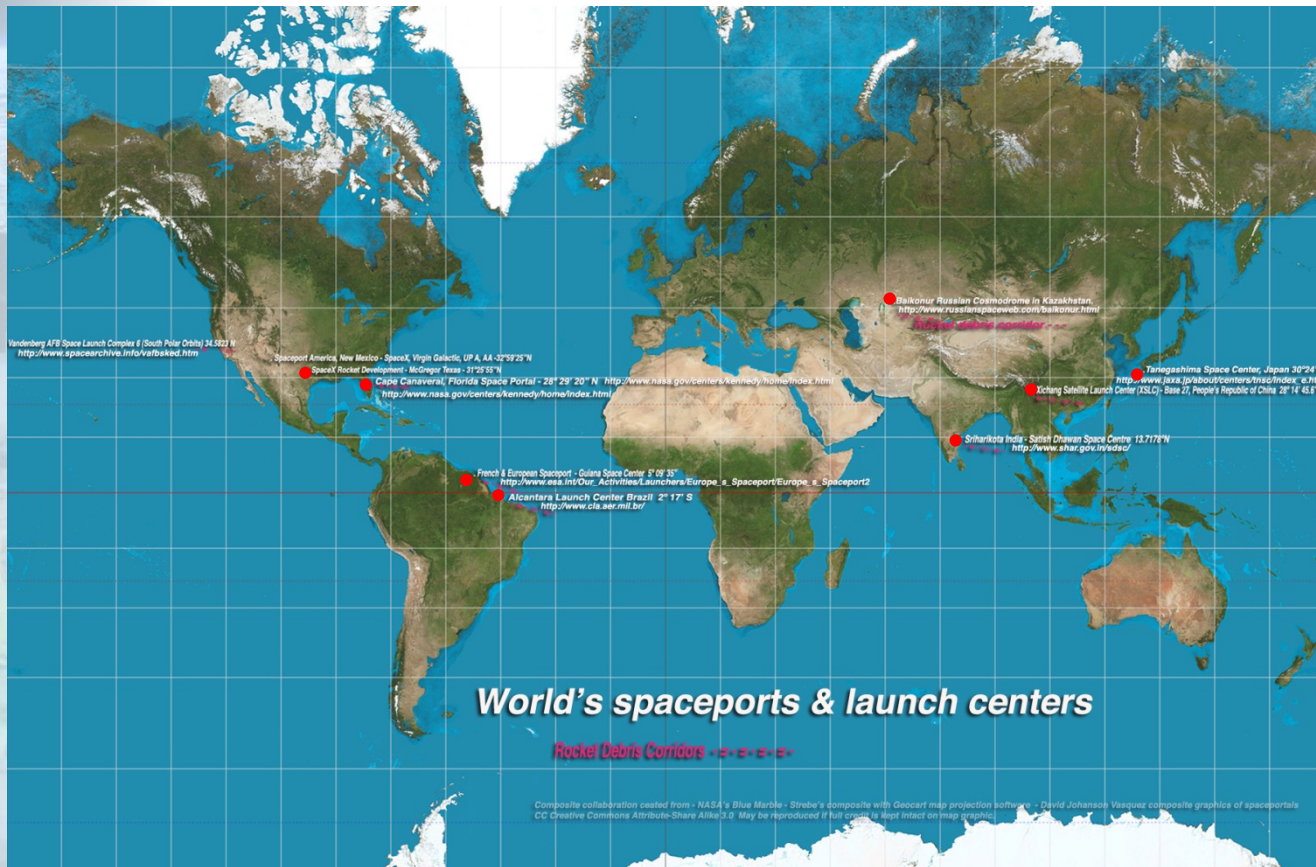 Baikonur Russian Cosmodrome in Kazakhstan.
http://www.russianspaceweb.com/baikonur.html
Rocket debris corridor - - -
Vandenberg AFB Space Launch Complex 6 (South Polar Orbits) 34.5823 N
http://www.spacearchive.info/vafbsked.htm
Spaceport America, New Mexico - SpaceX, Virgin Galactic, UP A, AA -32°59'25"N
SpaceX Rocket Development - McGregor Texas - 31°25'55"N
Cape Canaveral, Florida Space Portal - 28° 29' 20" N http://www.nasa.gov/centers/kennedy/home/index.html
http://www.nasa.gov/centers/kennedy/home/index.html
Tanegashima Space Center, Japan 30°24'
http://www.jaxa.jp/about/centers/tnsc/index_e.ht
Xichang Satellite Launch Center (XSLC) - Base 27, People's Republic of China 28° 14' 45.6
Sriharikota India - Satish Dhawan Space Centre 13.7178°N
http://www.shar.gov.in/sdsc/
. French & European Spaceport - Guiana Space Center 5° 09' 35"
http://www.esa.int/Our_Activities/Launchers/Europe_s_Spaceport/Europe_s_Spaceport2
Alcantara Launch Center Brazil 2° 17' S
http://www.cla.aer.mil.br/
World's spaceports & launch centers
Rocket Debris Corridors - = - = - = - = -
Composite collaboration ceated from - NASA's Blue Marble - Strebe's composite with Geocart map projection software - David Johanson Vasquez composite graphics of spaceportals
CC Creative Commons Attribute-Share Alike 3.0 May be reproduced if full credit is kept intact on map graphic.